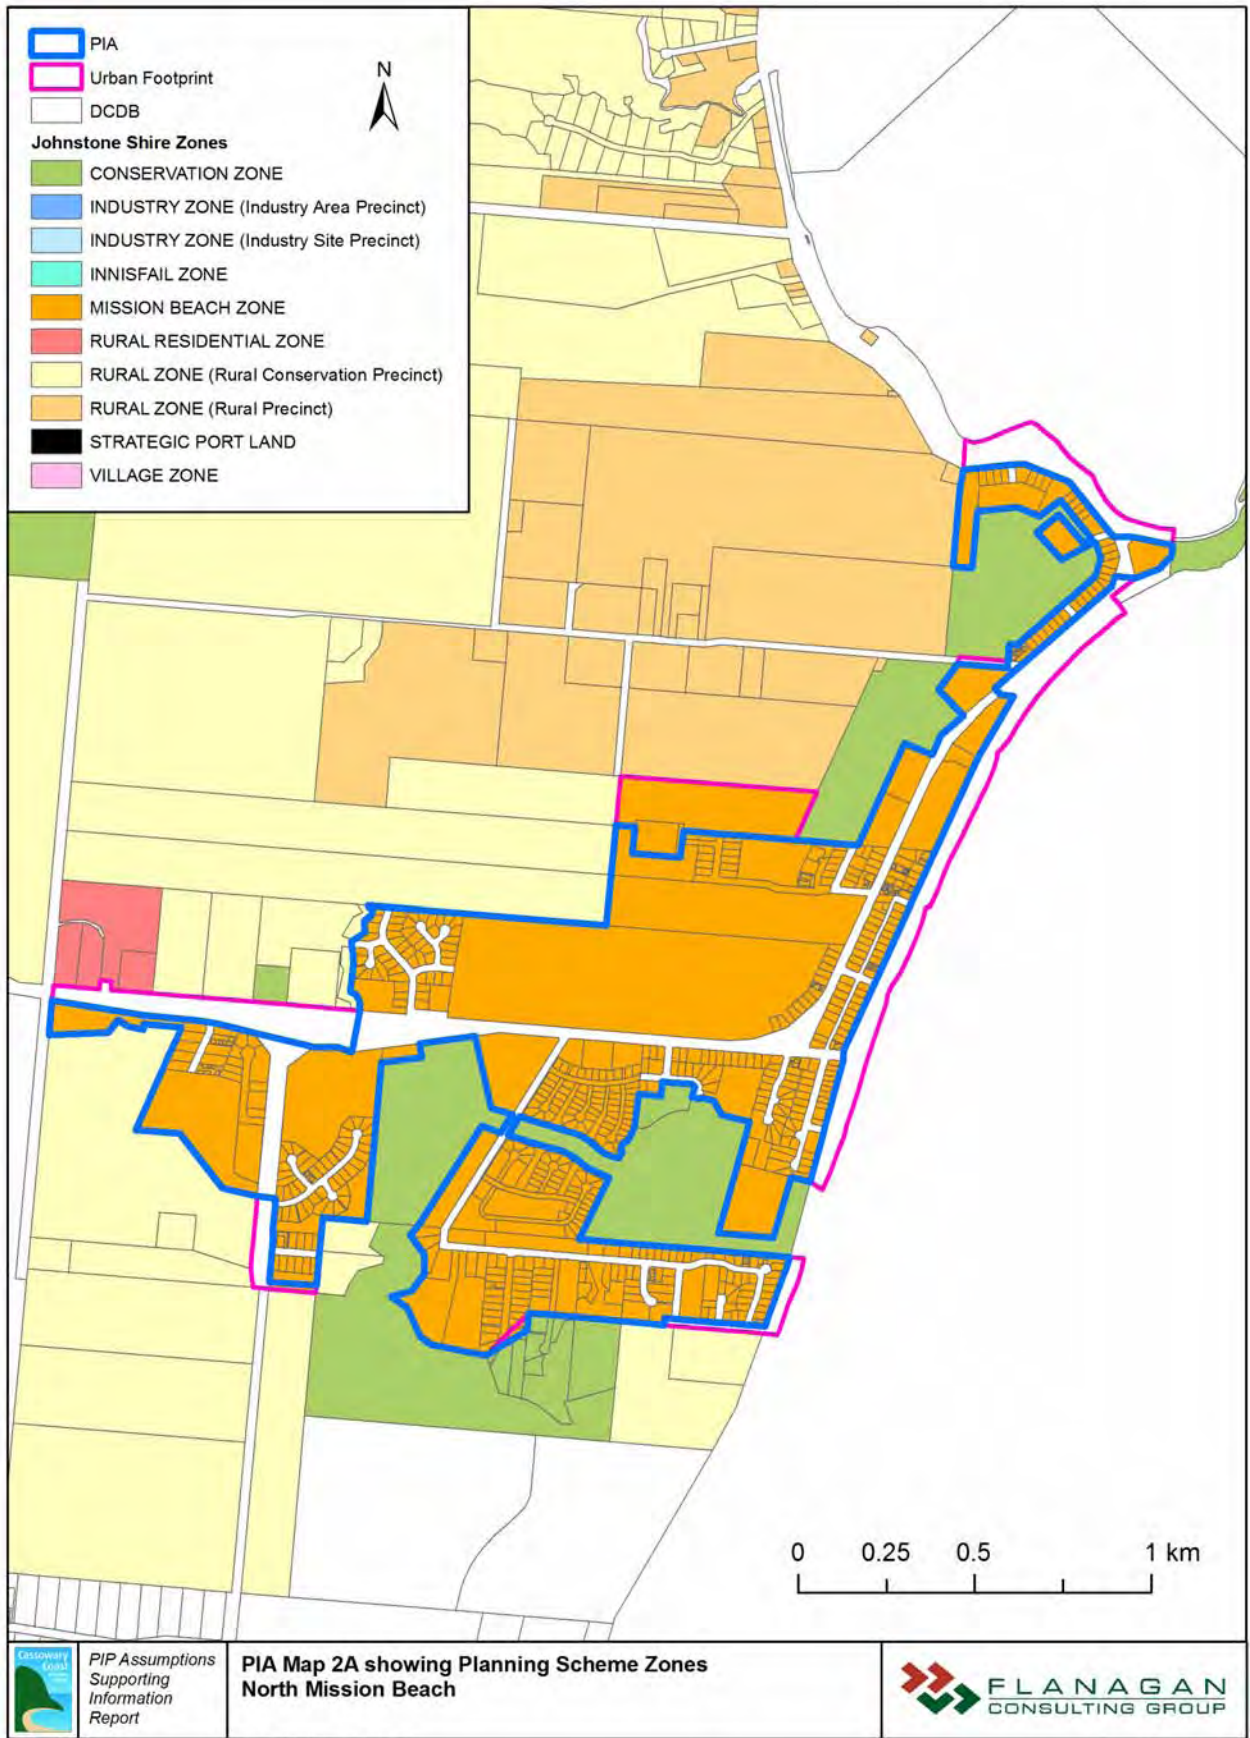 PIA
Urban Footprint
DCDB
Johnstone Shire Zones
CONSERVATION ZONE
INDUSTRY ZONE (Industry Area Precinct)
INDUSTRY ZONE (Industry Site Precinct)
INNISFAIL ZONE
MISSION BEACH ZONE
RURAL RESIDENTIAL ZONE
RURAL ZONE (Rural Conservation Precinct)
RURAL ZONE (Rural Precinct)
STRATEGIC PORT LAND
VILLAGE ZONE
N
0 0.25 0.5 1 km
Cassowary
Coast
PIP Assumptions
Supporting
Information
Report
PIA Map 2A showing Planning Scheme Zones
North Mission Beach
FLANAGAN
CONSULTING GROUP